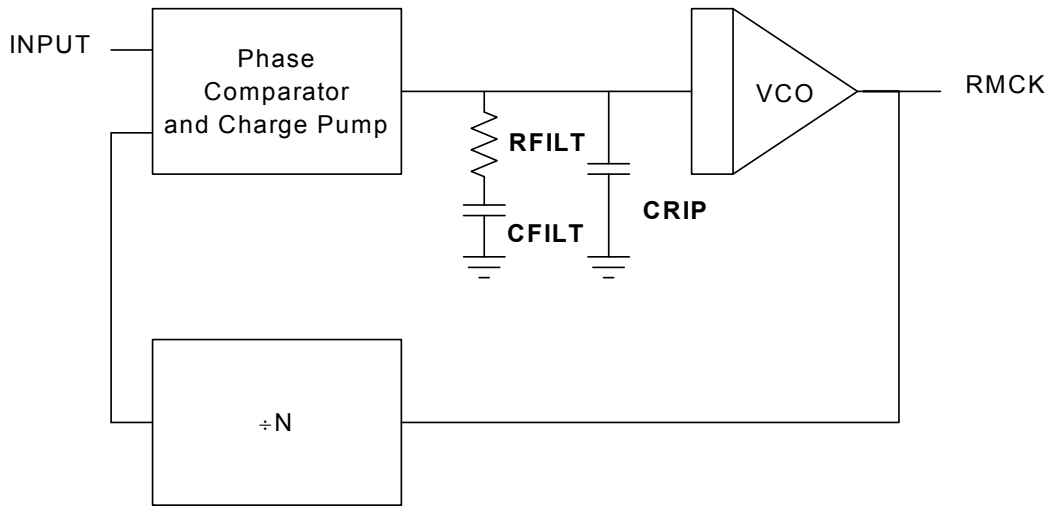 INPUT
Phase
Comparator
and Charge Pump
VCO
RMCK
RFILT
CRIP
CFILT
÷N